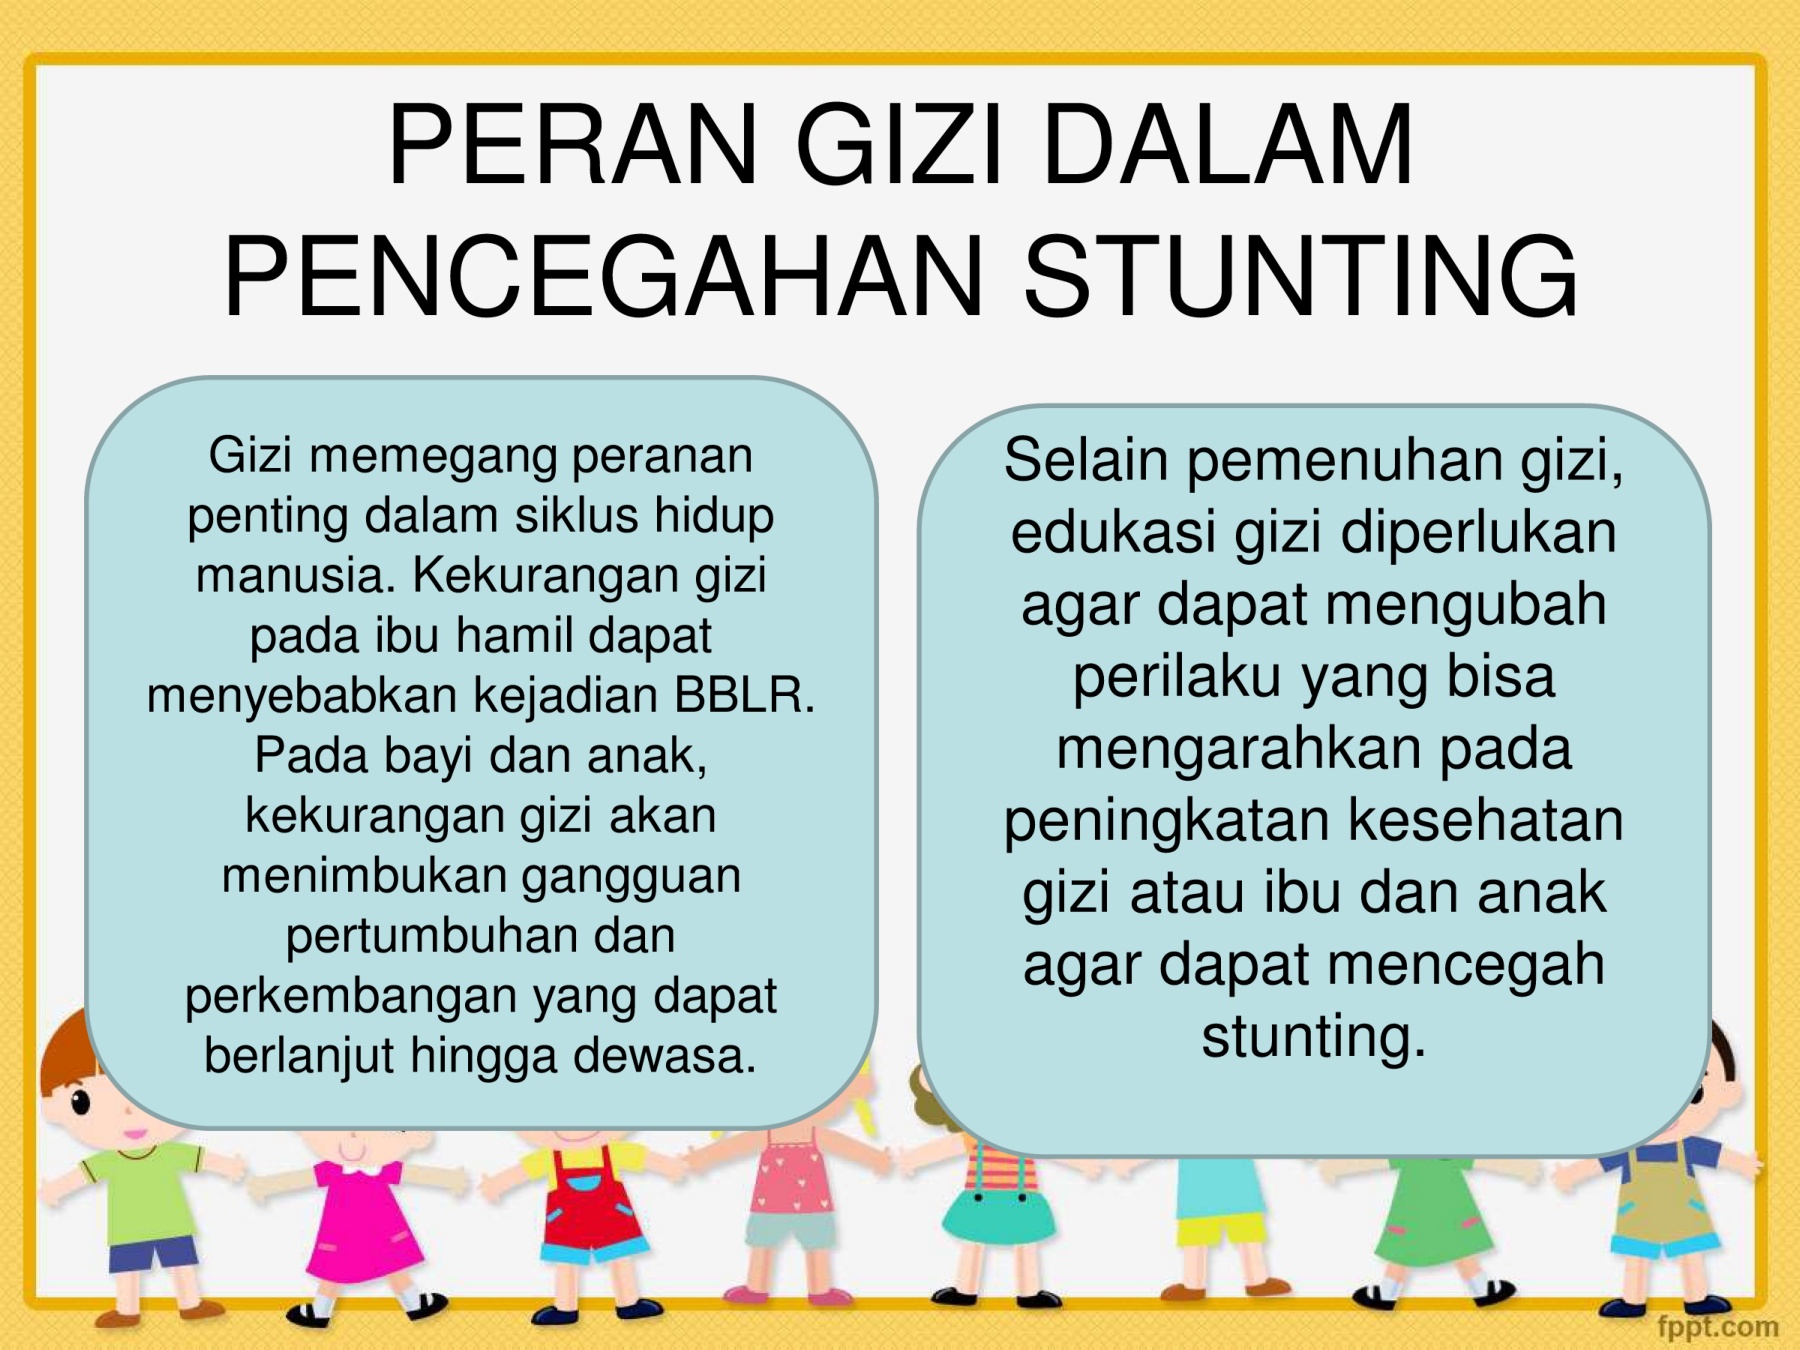 PERAN GIZI DALAM
PENCEGAHAN STUNTING
Gizi memegang peranan
penting dalam siklus hidup
manusia. Kekurangan gizi
pada ibu hamil dapat
menyebabkan kejadian BBLR.
Pada bayi dan anak,
kekurangan gizi akan
menimbukan gangguan
pertumbuhan dan
perkembangan yang dapat
berlanjut hingga dewasa.
Selain pemenuhan gizi,
edukasi gizi diperlukan
agar dapat mengubah
perilaku yang bisa
mengarahkan pada
peningkatan kesehatan
gizi atau ibu dan anak
agar dapat mencegah
stunting.
fppt.com